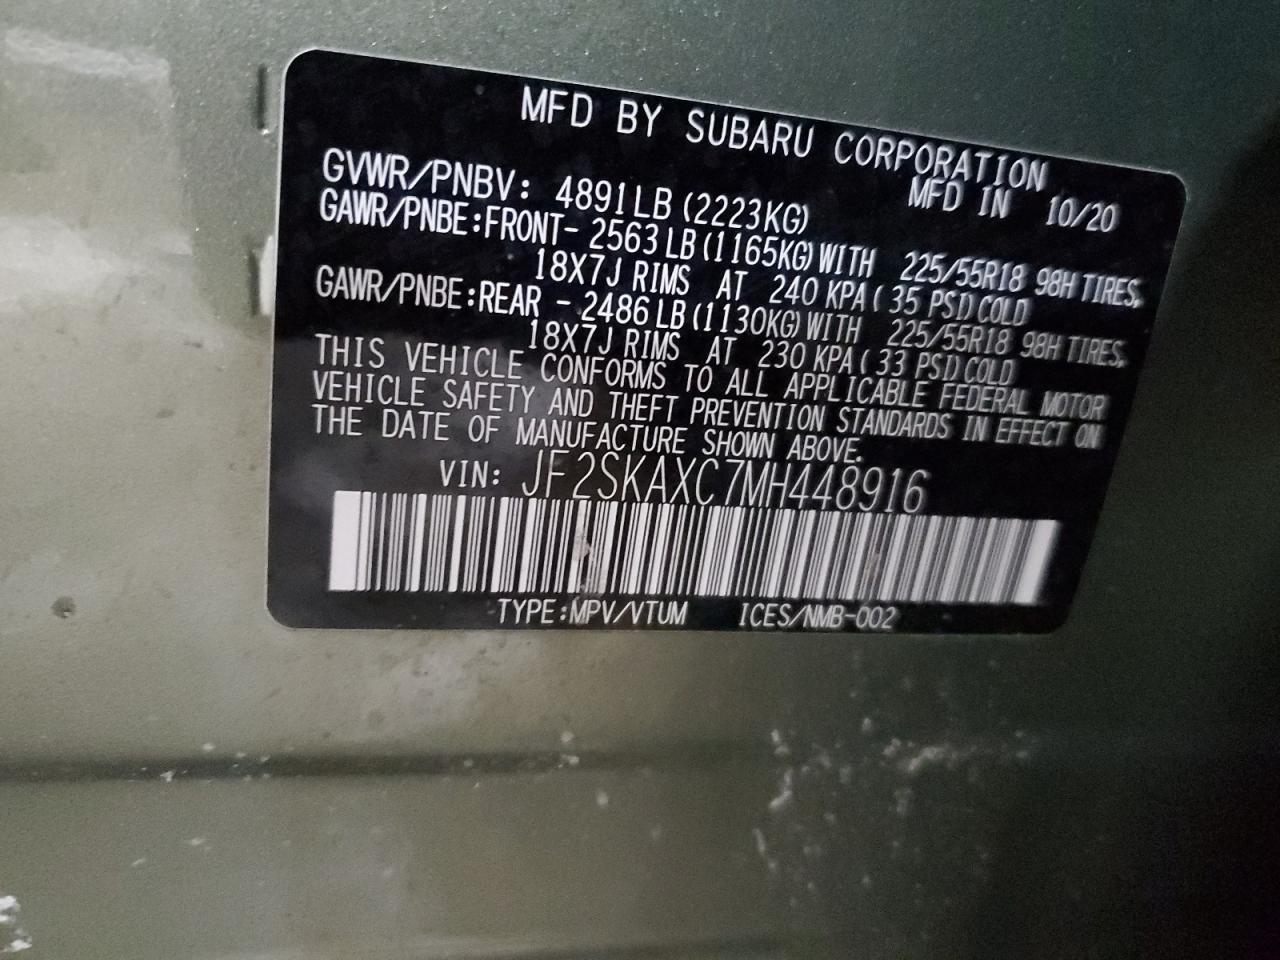 MFD BY SUBARU CORPORATION
GVWR/PNBV: 4891LB (2223KG) MFD IN 10/20
GAWR/PNBE:FRONT- 2563 LB (1165KG) WITH 225/55R18 98H TIRES,
18X7J RIMS AT 240 KPA ( 35 PSI) COLD
GAWR/PNBE:REAR - 2486 LB (1130KG) WITH 225/55R18 98H TIRES,
18X7J RIMS AT 230 KPA ( 33 PSI) COLD
THIS VEHICLE CONFORMS TO ALL APPLICABLE FEDERAL MOTOR
VEHICLE SAFETY AND THEFT PREVENTION STANDARDS IN EFFECT ON
THE DATE OF MANUFACTURE SHOWN ABOVE.
VIN: JF2SKAXC7MH448916
TYPE:MPV/VTUM ICES/NMB-002